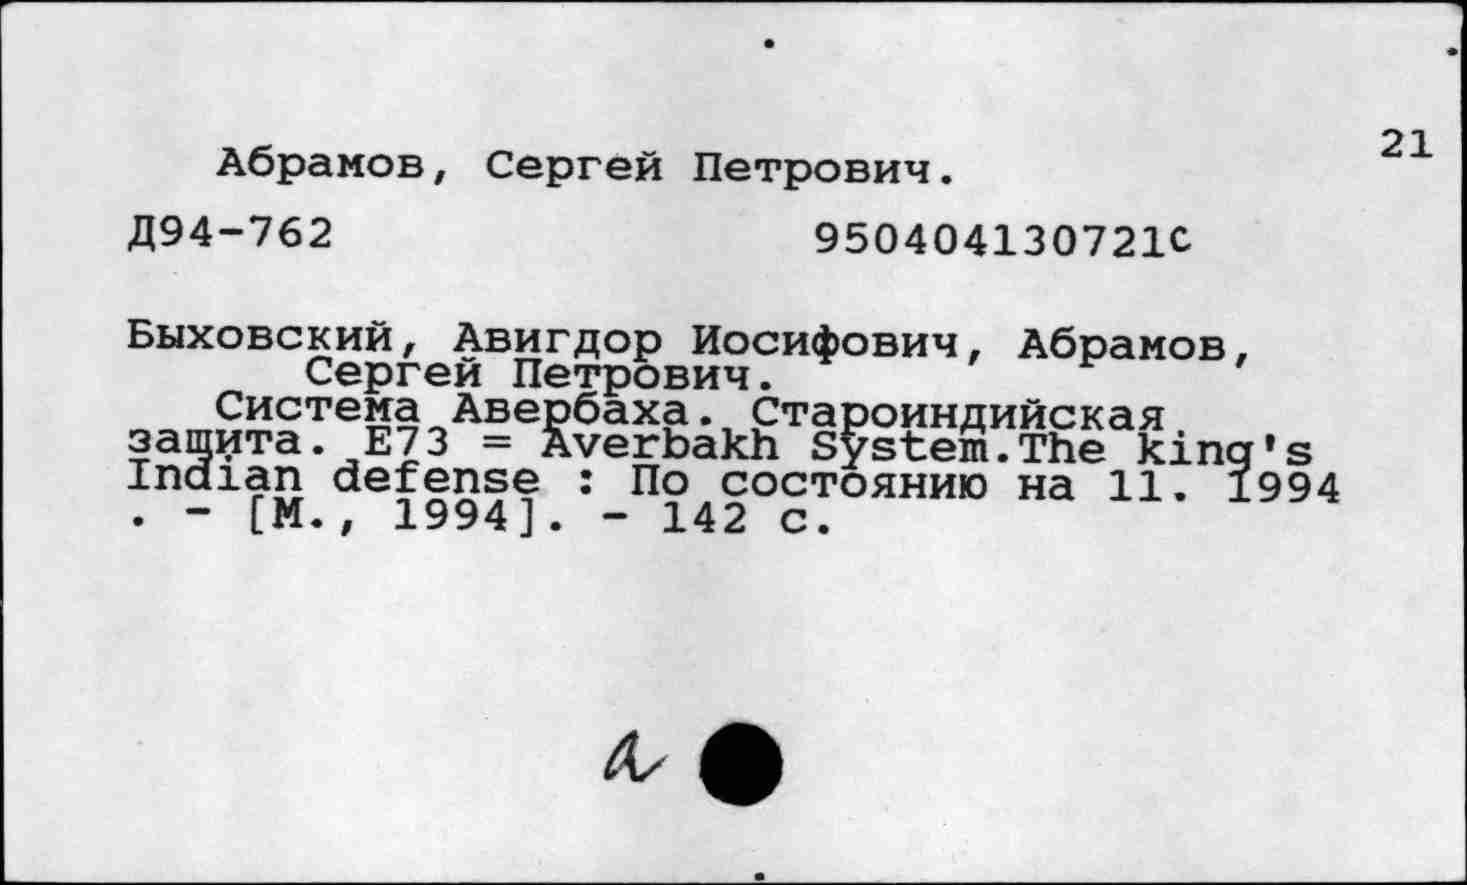 21
Абрамов, Сергей Петрович.
Д94-762 950404130721С
Быховский, Авигдор Иосифович, Абрамов,
Сергей Петрович.
Система Авербаха. Староиндийская
защита. Е73 = Averbakh System.The king's
Indian defense : По состоянию на 11. 1994
. - [М., 1994]. - 142 с.